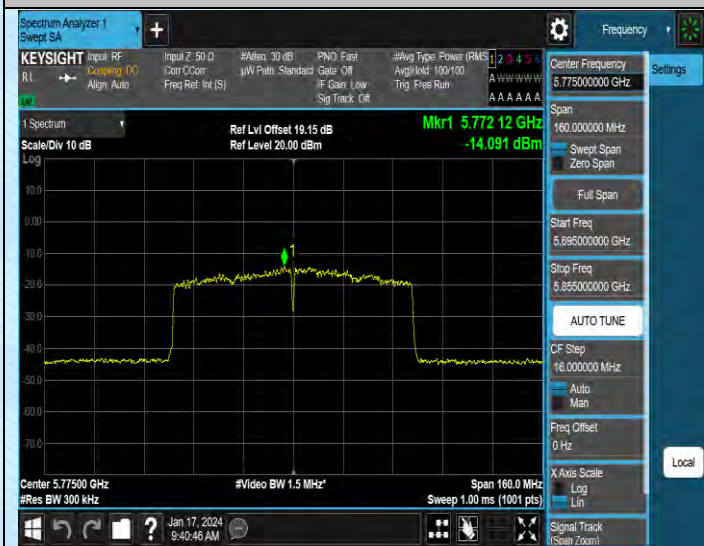 Spectrum Analyzer 1
Swept SA
Frequency
KEYSIGHT
Input: RF
Coupling: DC
Align: Auto
RL
Input Z: 50 Ω
Corr CCorr
Freq Ref: Int (S)
#Atten: 30 dB
µW Path: Standard
PNO: Fast
Gate: Off
IF Gain: Low
Sig Track: Off
#Avg Type: Power (RMS
Avg|Hold: 100/100
Trig: Free Run
1 2 3 4 5 6
A WWWWW
A A A A A A
1 Spectrum
Scale/Div 10 dB
Ref Lvl Offset 19.15 dB
Ref Level 20.00 dBm
Mkr1 5.772 12 GHz
-14.091 dBm
Log
10.0
0.00
-10.0
-20.0
-30.0
-40.0
-50.0
-60.0
-70.0
1
Center 5.77500 GHz
#Res BW 300 kHz
#Video BW 1.5 MHz*
Span 160.0 MHz
Sweep 1.00 ms (1001 pts)
Center Frequency
5.775000000 GHz
Settings
Span
160.000000 MHz
Swept Span
Zero Span
Full Span
Start Freq
5.695000000 GHz
Stop Freq
5.855000000 GHz
AUTO TUNE
CF Step
16.000000 MHz
Auto
Man
Freq Offset
0 Hz
X Axis Scale
Log
Lin
Local
Signal Track
(Span Zoom)
?
Jan 17, 2024
9:40:46 AM